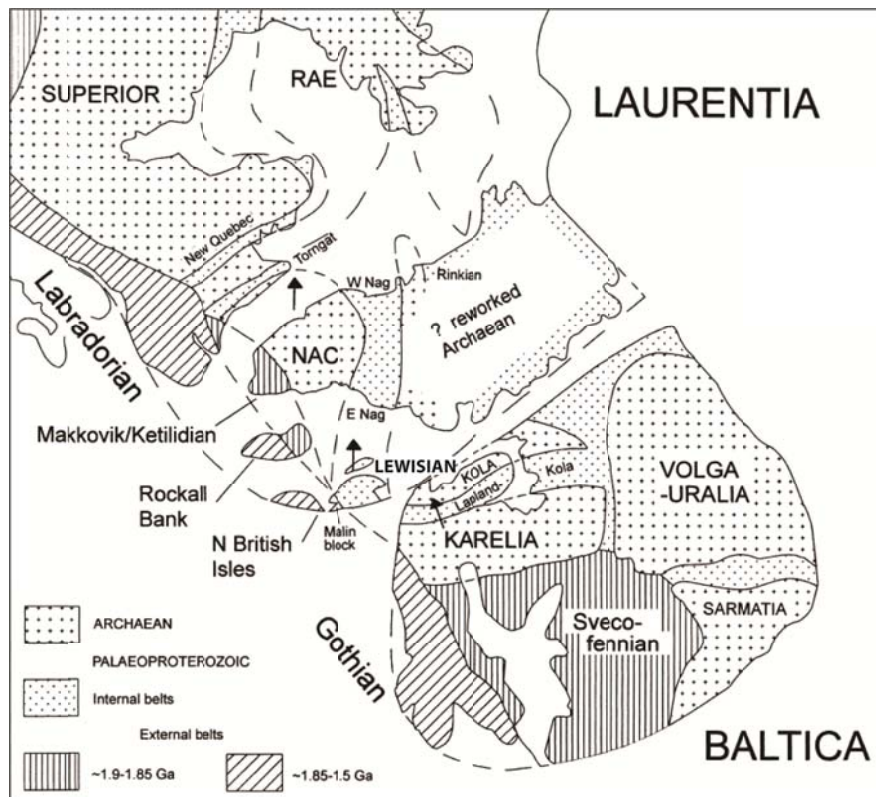 SUPERIOR
RAE
LAURENTIA
New Quebec
Torngat
W Nag
Rinkian
? reworked
Archaean
Labradorian
NAC
Makkovik/Ketilidian
E Nag
LEWISIAN
KOLA
Lapland-
Kola
VOLGA
-URALIA
Rockall
Bank
Malin
block
N British
Isles
KARELIA
SARMATIA
Sveco-
fennian
Gothian
BALTICA
ARCHAEAN
PALAEOPROTEROZOIC
Internal belts
External belts
~1.9-1.85 Ga
~1.85-1.5 Ga